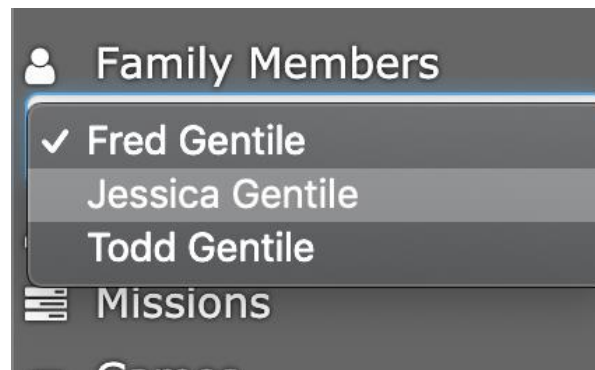 Family Members
✓ Fred Gentile
Jessica Gentile
Todd Gentile
Missions